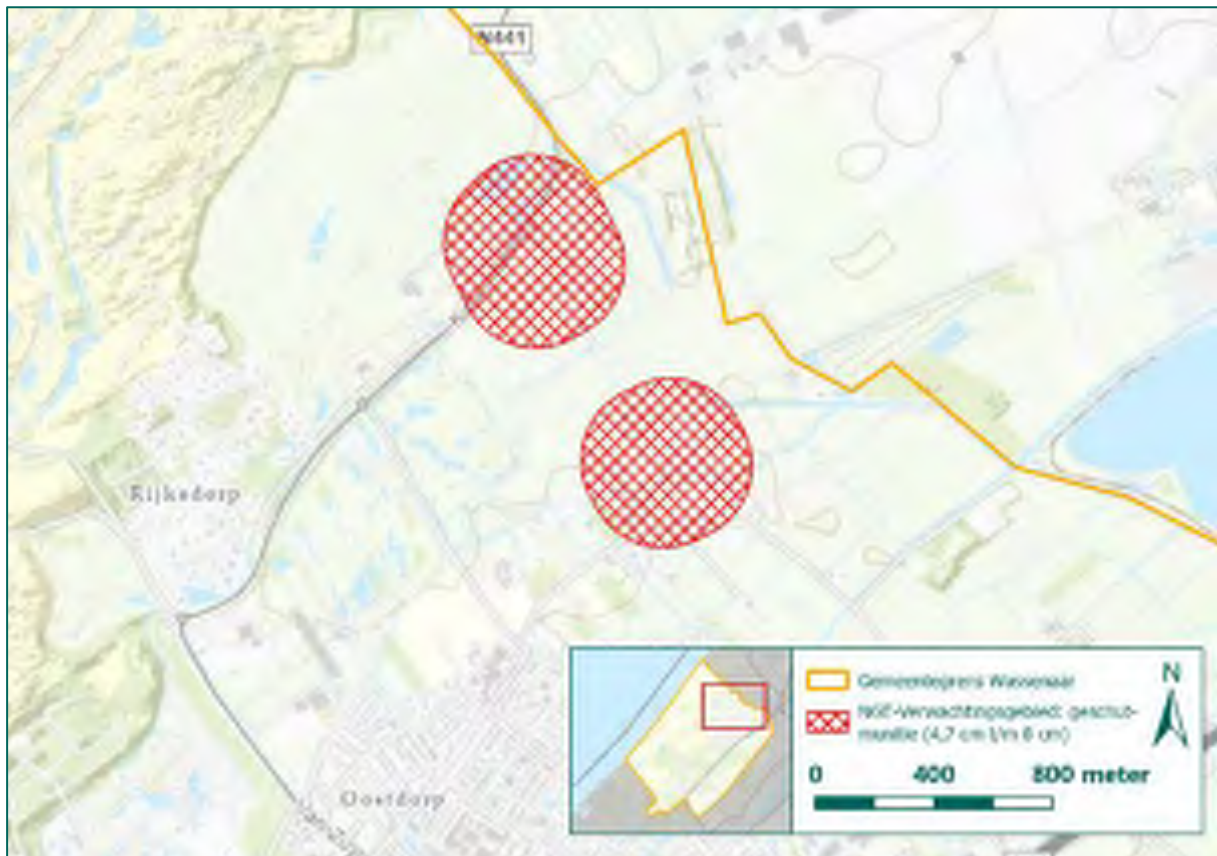 N441
Rijksdorp
Oostdorp
Gemeentegrens Wassenaar
NGE-Verwachtingsgebied: geschut-
munitie (4,7 cm t/m 8 cm)
N
0 400 800 meter